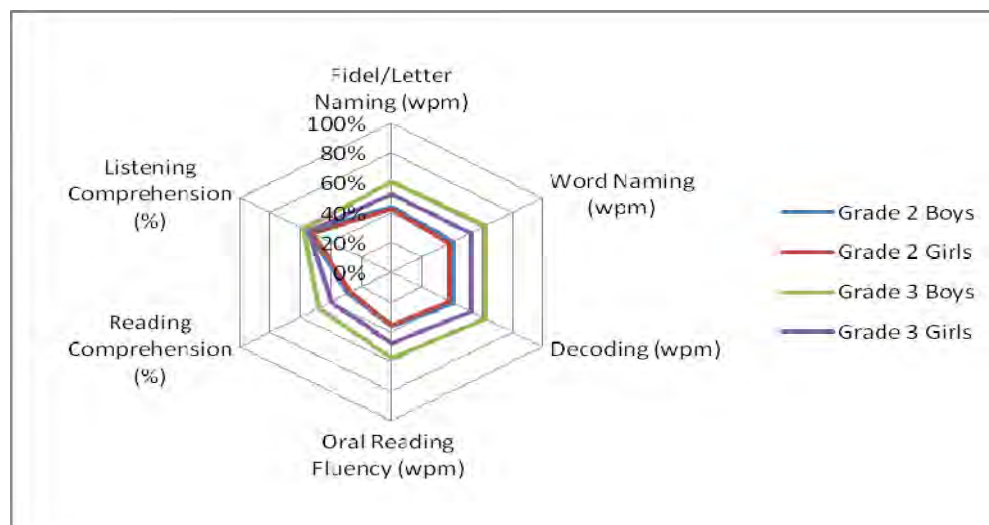 Fidel/Letter
Naming (wpm)
100%
80%
60%
40%
20%
0%
Word Naming
(wpm)
Decoding (wpm)
Oral Reading
Fluency (wpm)
Reading
Comprehension
(%)
Listening
Comprehension
(%)
Grade 2 Boys
Grade 2 Girls
Grade 3 Boys
Grade 3 Girls